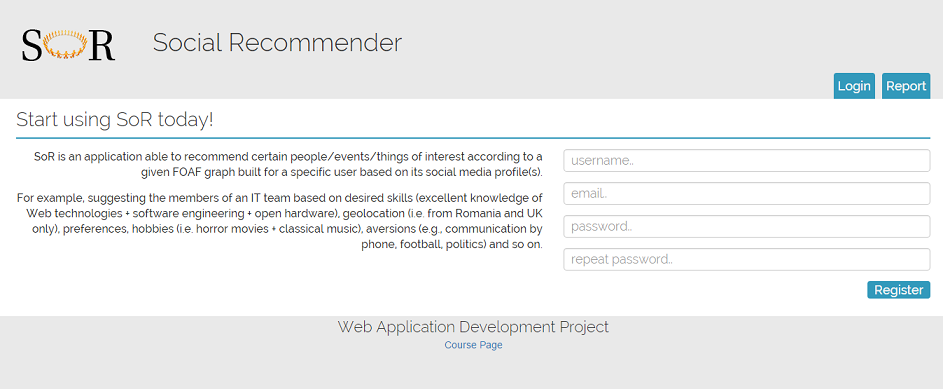 SOR
Social Recommender
Login
Report
Start using SoR today!
SoR is an application able to recommend certain people/events/things of interest according to a
given FOAF graph built for a specific user based on its social media profile(s).
For example, suggesting the members of an IT team based on desired skills (excellent knowledge of
Web technologies + software engineering + open hardware), geolocation (i.e. from Romania and UK
only), preferences, hobbies (i.e. horror movies + classical music), aversions (e.g., communication by
phone, football, politics) and so on.
username..
email..
password..
repeat password..
Register
Web Application Development Project
Course Page